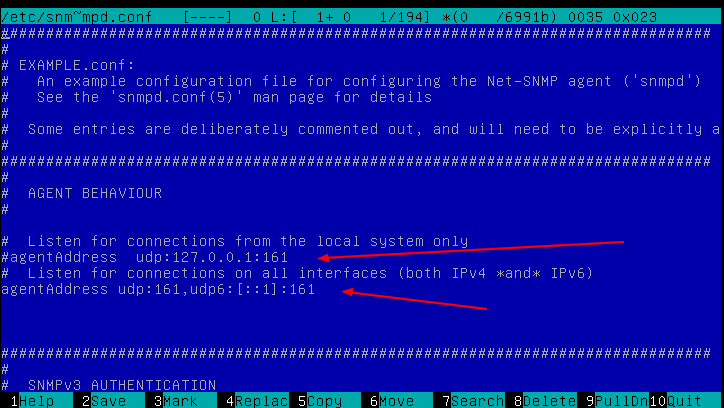 /etc/snm~mpd.conf   [----]  0 L:[  1+ 0   1/194] *(0   /6991b) 0035 0x023
###############################################################################
#
# EXAMPLE.conf:
#   An example configuration file for configuring the Net-SNMP agent ('snmpd')
#   See the 'snmpd.conf(5)' man page for details
#
#  Some entries are deliberately commented out, and will need to be explicitly a
#
###############################################################################
#
#  AGENT BEHAVIOUR
#
#  Listen for connections from the local system only
#agentAddress  udp:127.0.0.1:161
#  Listen for connections on all interfaces (both IPv4 *and* IPv6)
agentAddress udp:161,udp6:[::1]:161
###############################################################################
#
#  SNMPv3 AUTHENTICATION
1Help  2Save  3Mark  4Replac 5Copy  6Move  7Search 8Delete 9PullDn10Quit